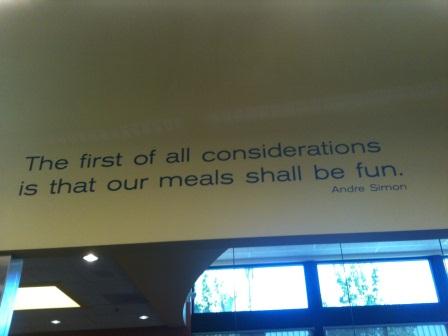 The first of all considerations
is that our meals shall be fun.
Andre Simon